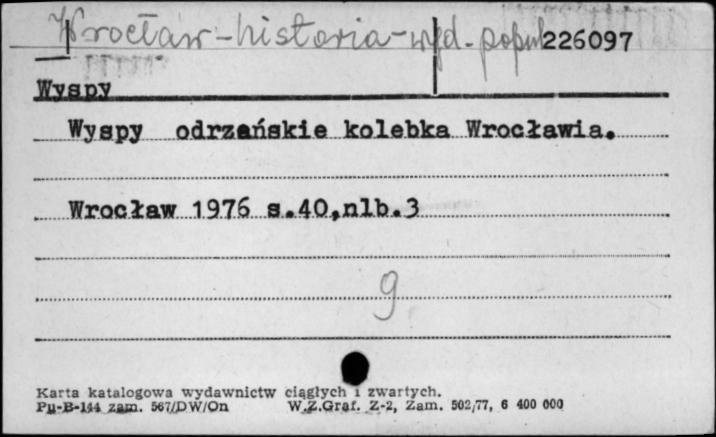 Wrocław - historia - wyd. popul. 226097
Wyspy
Wyspy odrzańskie kolebka Wrocławia.
Wrocław 1976 s.40,nlb.3
9
Karta katalogowa wydawnictw ciągłych i zwartych.
Pu-B-144 zam. 567/DW/On W.Z.Graf. Z-2, Zam. 502/77, 6 400 000